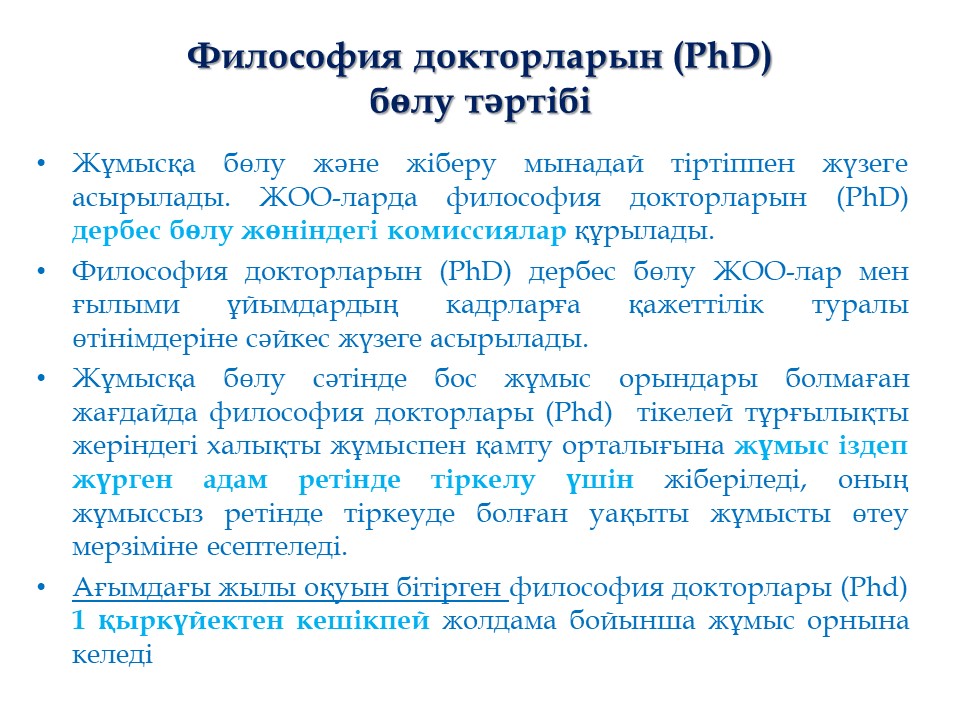 Философия докторларын (PhD)
бөлу тәртібі
• Жұмысқа бөлу және жіберу мынадай тіртіппен жүзеге
асырылады. ЖОО-ларда философия докторларын (PhD)
дербес бөлу жөніндегі комиссиялар құрылады.
• Философия докторларын (PhD) дербес бөлу ЖОО-лар мен
ғылыми ұйымдардың кадрларға қажеттілік туралы
өтінімдеріне сәйкес жүзеге асырылады.
• Жұмысқа бөлу сәтінде бос жұмыс орындары болмаған
жағдайда философия докторлары (Phd) тікелей тұрғылықты
жеріндегі халықты жұмыспен қамту орталығына жұмыс іздеп
жүрген адам ретінде тіркелу үшін жіберіледі, оның
жұмыссыз ретінде тіркеуде болған уақыты жұмысты өтеу
мерзіміне есептеледі.
• Ағымдағы жылы оқуын бітірген философия докторлары (Phd)
1 қыркүйектен кешікпей жолдама бойынша жұмыс орнына
келеді